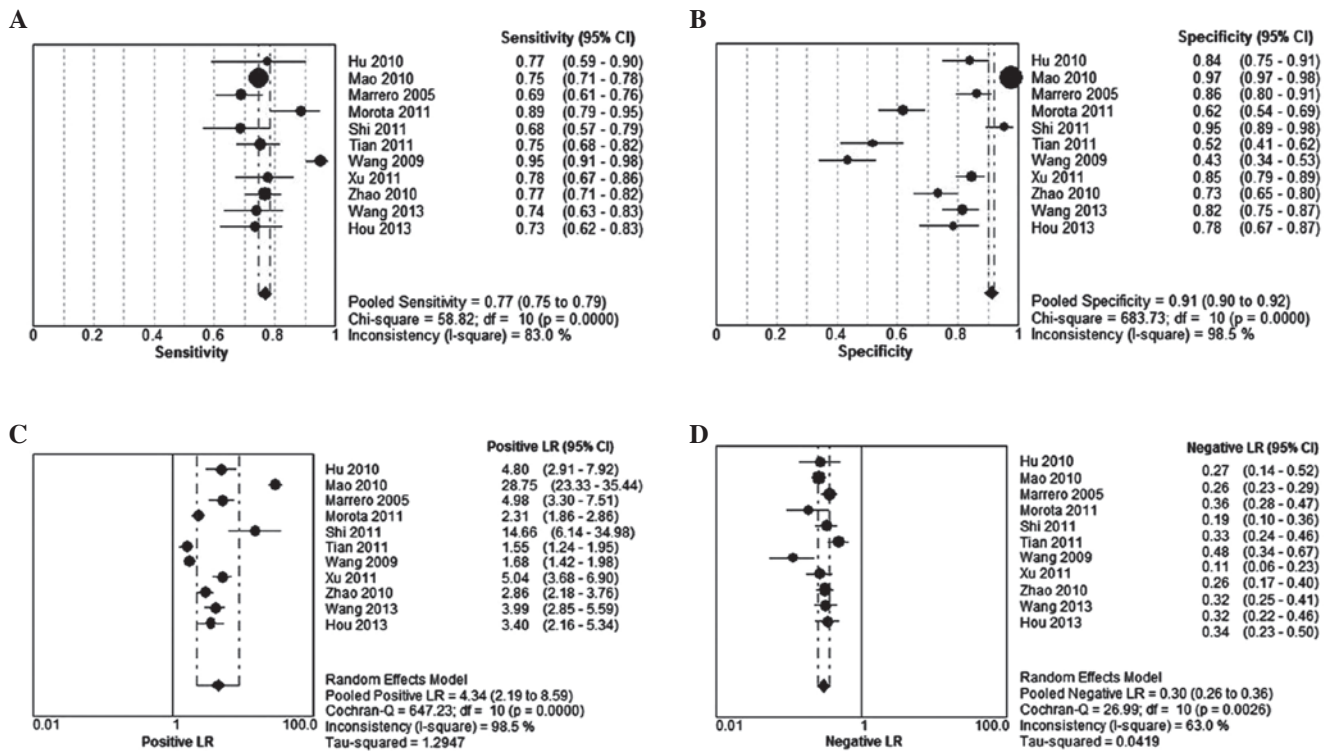 A
Sensitivity (95% CI)
Hu 2010 0.77 (0.59 - 0.90)
Mao 2010 0.75 (0.71 - 0.78)
Marrero 2005 0.69 (0.61 - 0.76)
Morota 2011 0.89 (0.79 - 0.95)
Shi 2011 0.68 (0.57 - 0.79)
Tian 2011 0.75 (0.68 - 0.82)
Wang 2009 0.95 (0.91 - 0.98)
Xu 2011 0.78 (0.67 - 0.86)
Zhao 2010 0.77 (0.71 - 0.82)
Wang 2013 0.74 (0.63 - 0.83)
Hou 2013 0.73 (0.62 - 0.83)
Pooled Sensitivity = 0.77 (0.75 to 0.79)
Chi-square = 58.82; df = 10 (p = 0.0000)
Inconsistency (I-square) = 83.0 %
0 0.2 0.4 0.6 0.8 1
Sensitivity
B
Specificity (95% CI)
Hu 2010 0.84 (0.75 - 0.91)
Mao 2010 0.97 (0.97 - 0.98)
Marrero 2005 0.86 (0.80 - 0.91)
Morota 2011 0.62 (0.54 - 0.69)
Shi 2011 0.95 (0.89 - 0.98)
Tian 2011 0.52 (0.41 - 0.62)
Wang 2009 0.43 (0.34 - 0.53)
Xu 2011 0.85 (0.79 - 0.89)
Zhao 2010 0.73 (0.65 - 0.80)
Wang 2013 0.82 (0.75 - 0.87)
Hou 2013 0.78 (0.67 - 0.87)
Pooled Specificity = 0.91 (0.90 to 0.92)
Chi-square = 683.73; df = 10 (p = 0.0000)
Inconsistency (I-square) = 98.5 %
0 0.2 0.4 0.6 0.8 1
Specificity
C
Positive LR (95% CI)
Hu 2010 4.80 (2.91 - 7.92)
Mao 2010 28.75 (23.33 - 35.44)
Marrero 2005 4.98 (3.30 - 7.51)
Morota 2011 2.31 (1.86 - 2.86)
Shi 2011 14.66 (6.14 - 34.98)
Tian 2011 1.55 (1.24 - 1.95)
Wang 2009 1.68 (1.42 - 1.98)
Xu 2011 5.04 (3.68 - 6.90)
Zhao 2010 2.86 (2.18 - 3.76)
Wang 2013 3.99 (2.85 - 5.59)
Hou 2013 3.40 (2.16 - 5.34)
Random Effects Model
Pooled Positive LR = 4.34 (2.19 to 8.59)
Cochran-Q = 647.23; df = 10 (p = 0.0000)
Inconsistency (I-square) = 98.5 %
Tau-squared = 1.2947
0.01 1 100.0
Positive LR
D
Negative LR (95% CI)
Hu 2010 0.27 (0.14 - 0.52)
Mao 2010 0.26 (0.23 - 0.29)
Marrero 2005 0.36 (0.28 - 0.47)
Morota 2011 0.19 (0.10 - 0.36)
Shi 2011 0.33 (0.24 - 0.46)
Tian 2011 0.48 (0.34 - 0.67)
Wang 2009 0.11 (0.06 - 0.23)
Xu 2011 0.26 (0.17 - 0.40)
Zhao 2010 0.32 (0.25 - 0.41)
Wang 2013 0.32 (0.22 - 0.46)
Hou 2013 0.34 (0.23 - 0.50)
Random Effects Model
Pooled Negative LR = 0.30 (0.26 to 0.36)
Cochran-Q = 26.99; df = 10 (p = 0.0026)
Inconsistency (I-square) = 63.0 %
Tau-squared = 0.0419
0.01 1 100.0
Negative LR